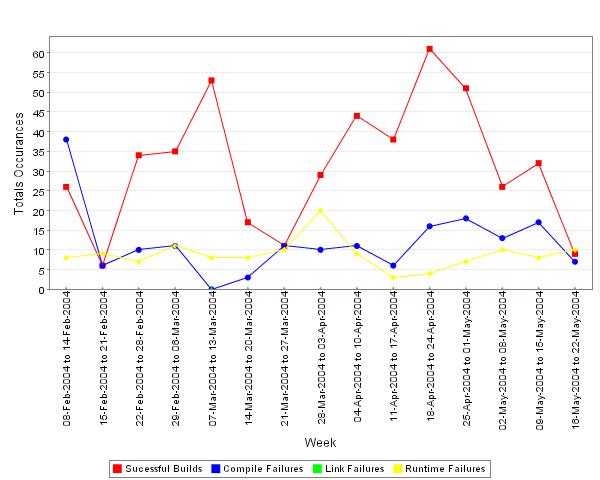 60
55
50
45
40
35
30
25
20
15
10
5
0
Totals Occurances
08-Feb-2004 to 14-Feb-2004
15-Feb-2004 to 21-Feb-2004
22-Feb-2004 to 28-Feb-2004
29-Feb-2004 to 06-Mar-2004
07-Mar-2004 to 13-Mar-2004
14-Mar-2004 to 20-Mar-2004
21-Mar-2004 to 27-Mar-2004
28-Mar-2004 to 03-Apr-2004
04-Apr-2004 to 10-Apr-2004
11-Apr-2004 to 17-Apr-2004
18-Apr-2004 to 24-Apr-2004
25-Apr-2004 to 01-May-2004
02-May-2004 to 08-May-2004
09-May-2004 to 15-May-2004
16-May-2004 to 22-May-2004
Week
Sucessful Builds Compile Failures Link Failures Runtime Failures